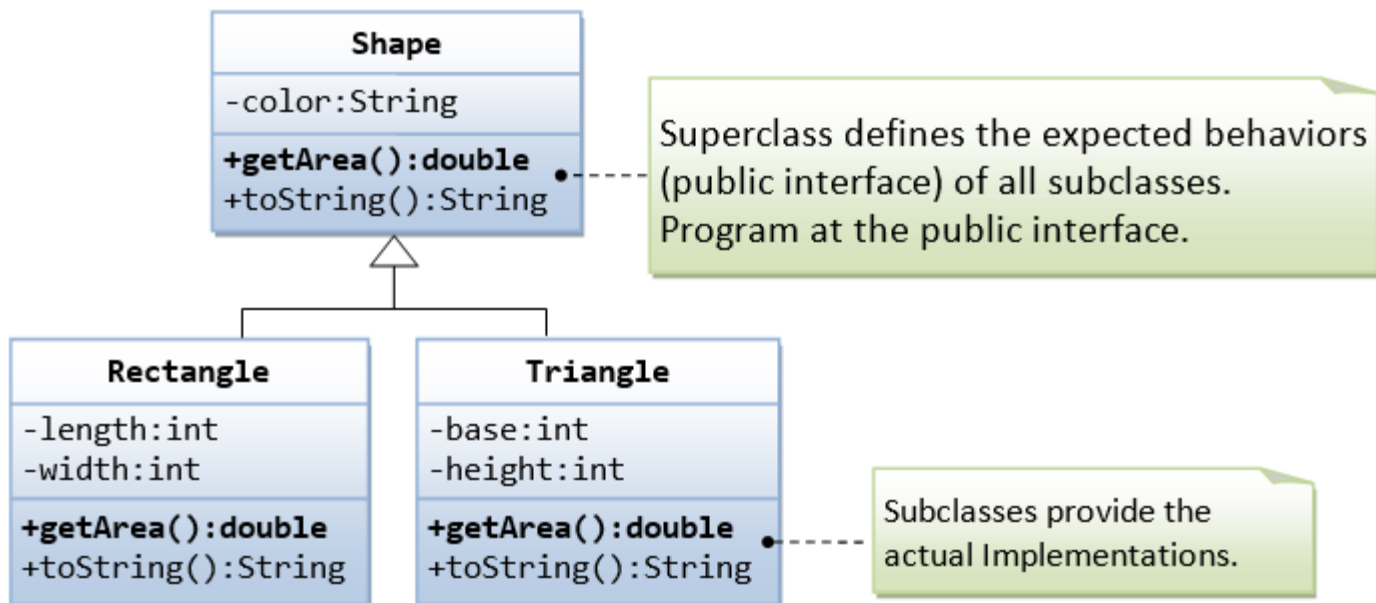 Shape
-color:String
+getArea():double
+toString():String
Superclass defines the expected behaviors
(public interface) of all subclasses.
Program at the public interface.
Rectangle
-length:int
-width:int
+getArea():double
+toString():String
Triangle
-base:int
-height:int
+getArea():double
+toString():String
Subclasses provide the
actual Implementations.